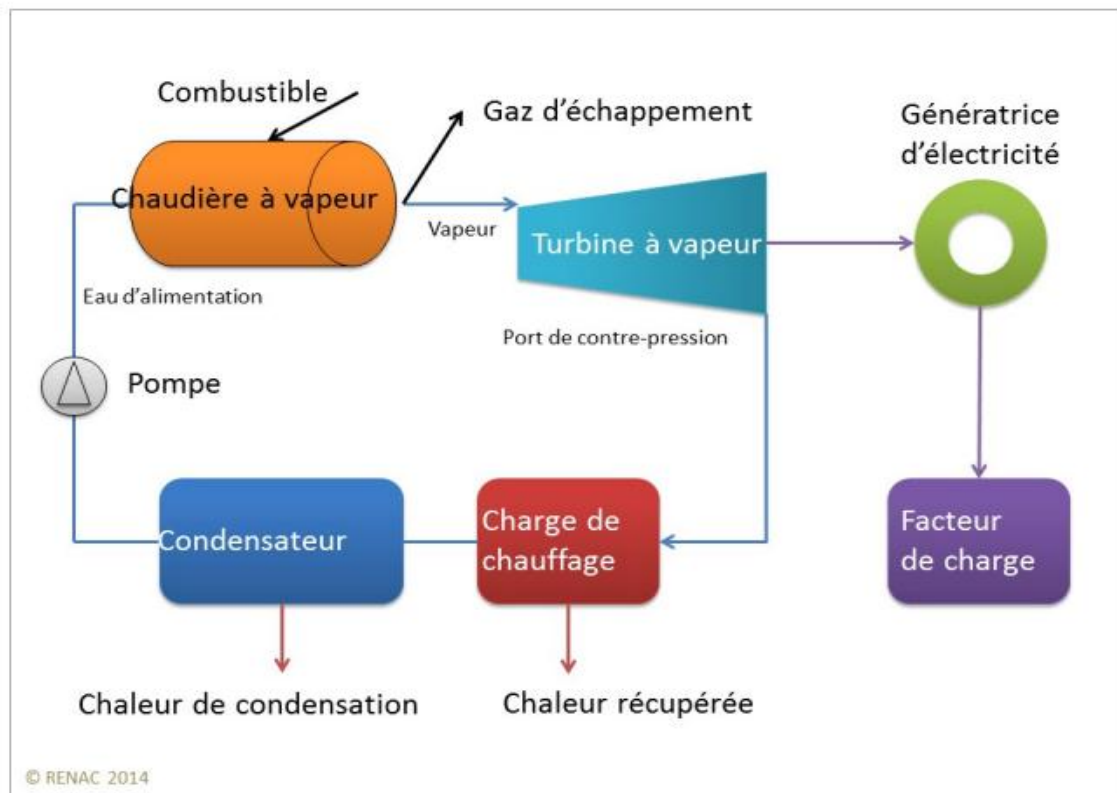 Combustible
Gaz d'échappement
Génératrice
d'électricité
Chaudière à vapeur
Vapeur
Turbine à vapeur
Eau d'alimentation
Port de contre-pression
Pompe
Condensateur
Charge de
chauffage
Facteur
de charge
Chaleur de condensation
Chaleur récupérée
© RENAC 2014